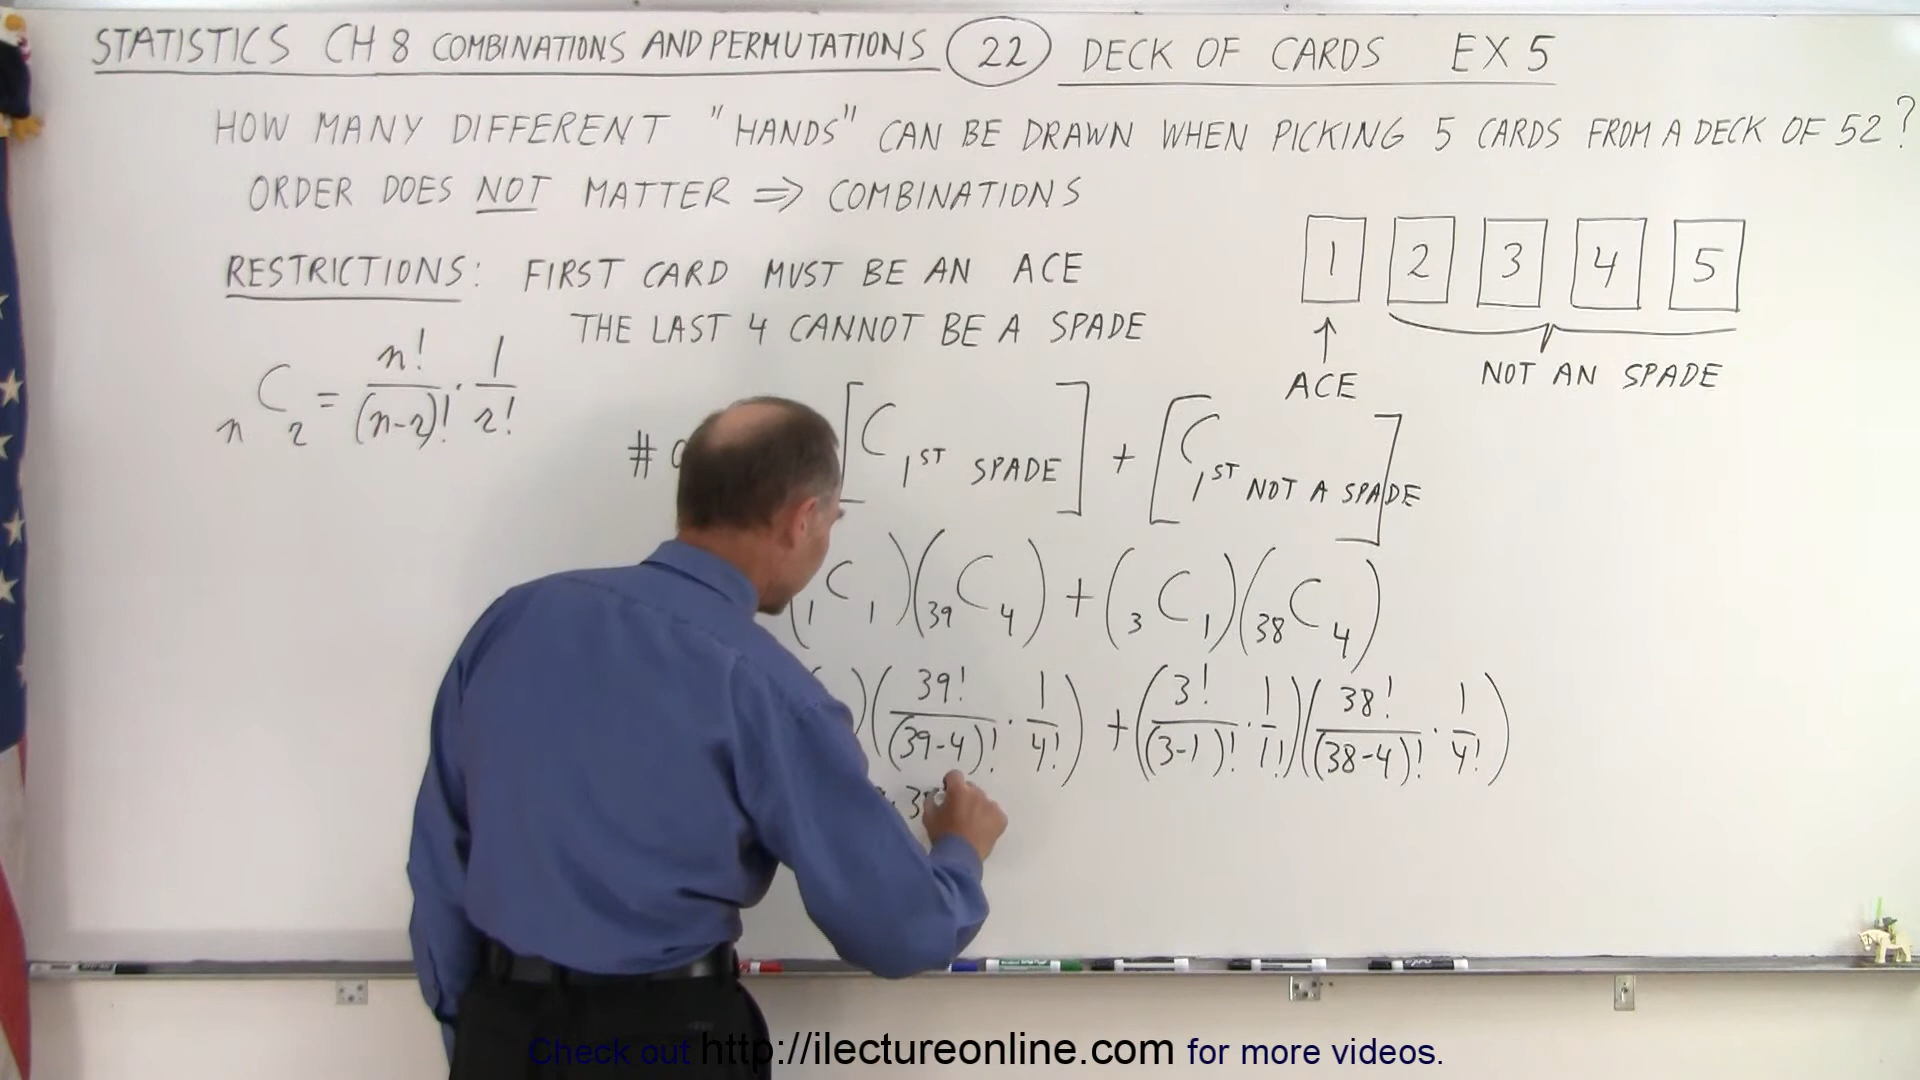 STATISTICS CH 8 COMBINATIONS AND PERMUTATIONS 22 DECK OF CARDS EX 5
HOW MANY DIFFERENT "HANDS" CAN BE DRAWN WHEN PICKING 5 CARDS FROM A DECK OF 52?
ORDER DOES NOT MATTER ⇒ COMBINATIONS
1 2 3 4 5
RESTRICTIONS: FIRST CARD MUST BE AN ACE
THE LAST 4 CANNOT BE A SPADE
↑
ACE
NOT AN SPADE
nCr = n!/(n-r)! · 1/r!
# [C 1ST SPADE] + [C 1ST NOT A SPADE]
(1C1)(39C4) + (3C1)(38C4)
)(39!/(39-4)! · 1/4!) + (3!/(3-1)! · 1/1!)(38!/(38-4)! · 1/4!)
Check out http://ilectureonline.com for more videos.